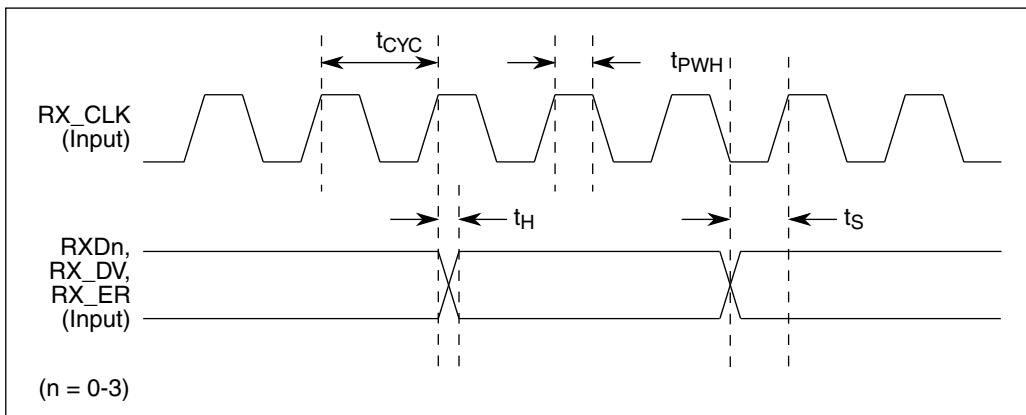 tCYC
tPWH
RX_CLK
(Input)
tH
tS
RXDn,
RX_DV,
RX_ER
(Input)
(n = 0-3)